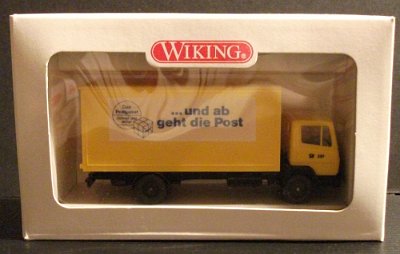 WIKING®
...und ab
geht die Post